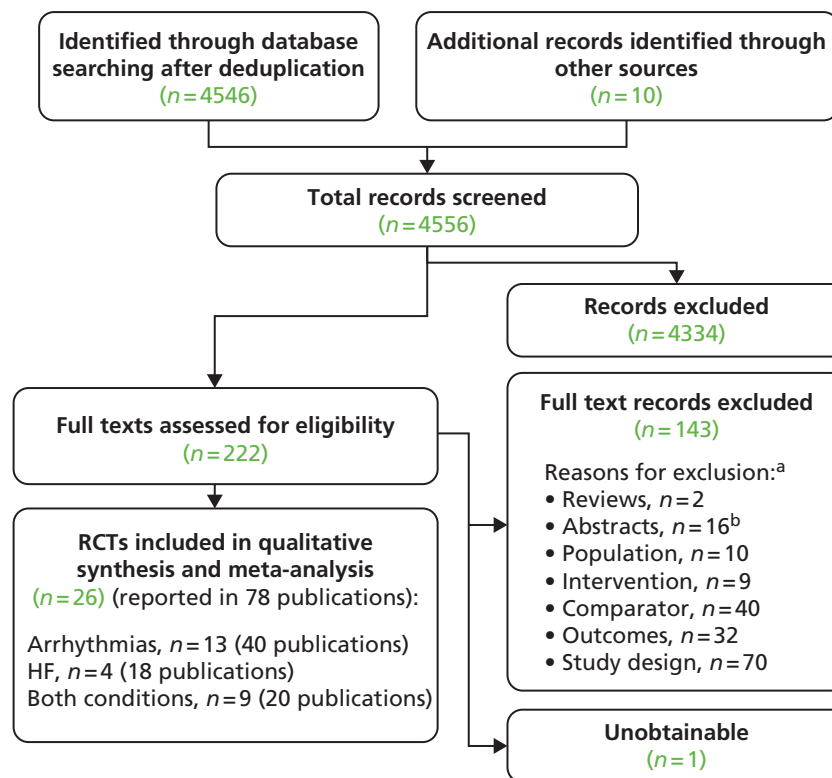 Identified through database
searching after deduplication
(n=4546)
Additional records identified through
other sources
(n=10)
Total records screened
(n=4556)
Records excluded
(n=4334)
Full texts assessed for eligibility
(n=222)
Full text records excluded
(n=143)
Reasons for exclusion:a
• Reviews, n=2
• Abstracts, n=16b
• Population, n=10
• Intervention, n=9
• Comparator, n=40
• Outcomes, n=32
• Study design, n=70
RCTs included in qualitative
synthesis and meta-analysis
(n=26) (reported in 78 publications):
Arrhythmias, n=13 (40 publications)
HF, n=4 (18 publications)
Both conditions, n=9 (20 publications)
Unobtainable
(n=1)